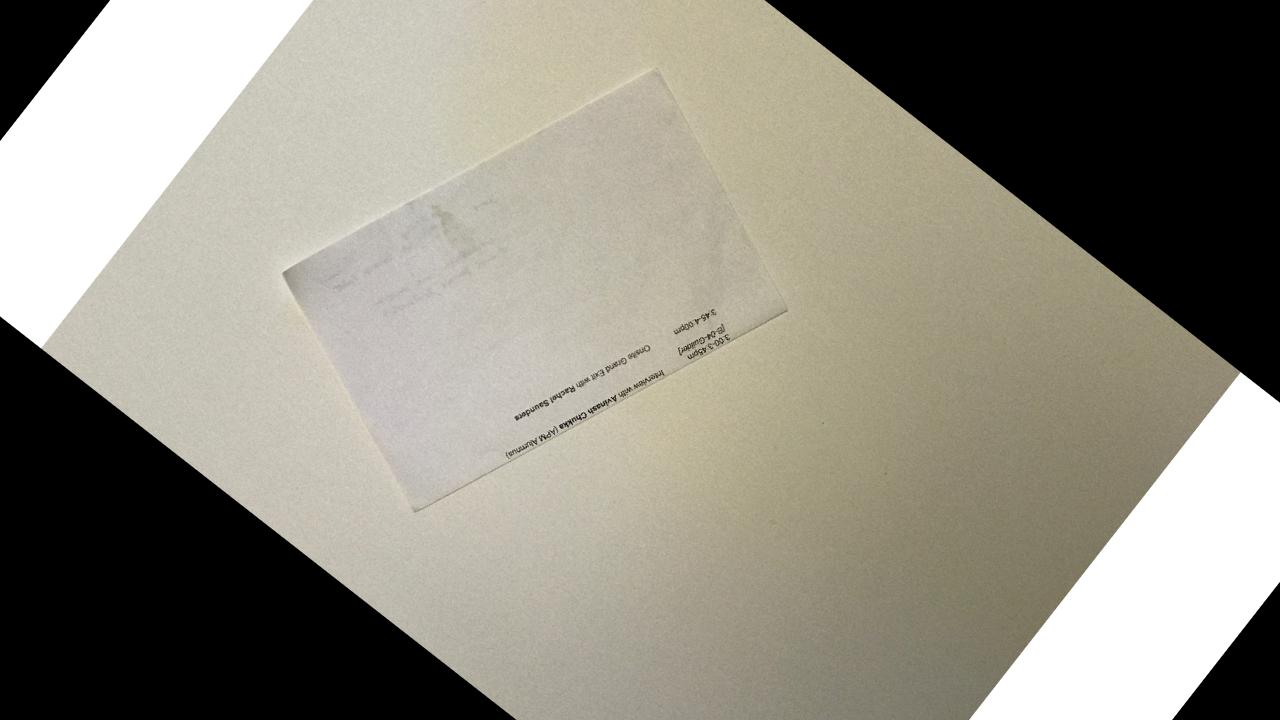 3:00-3:45pm Interview with Avinash Chukka (APM Alumnus)
[B-04-Guilder]
3:45-4:00pm Onsite Grand Exit with Rachel Saunders